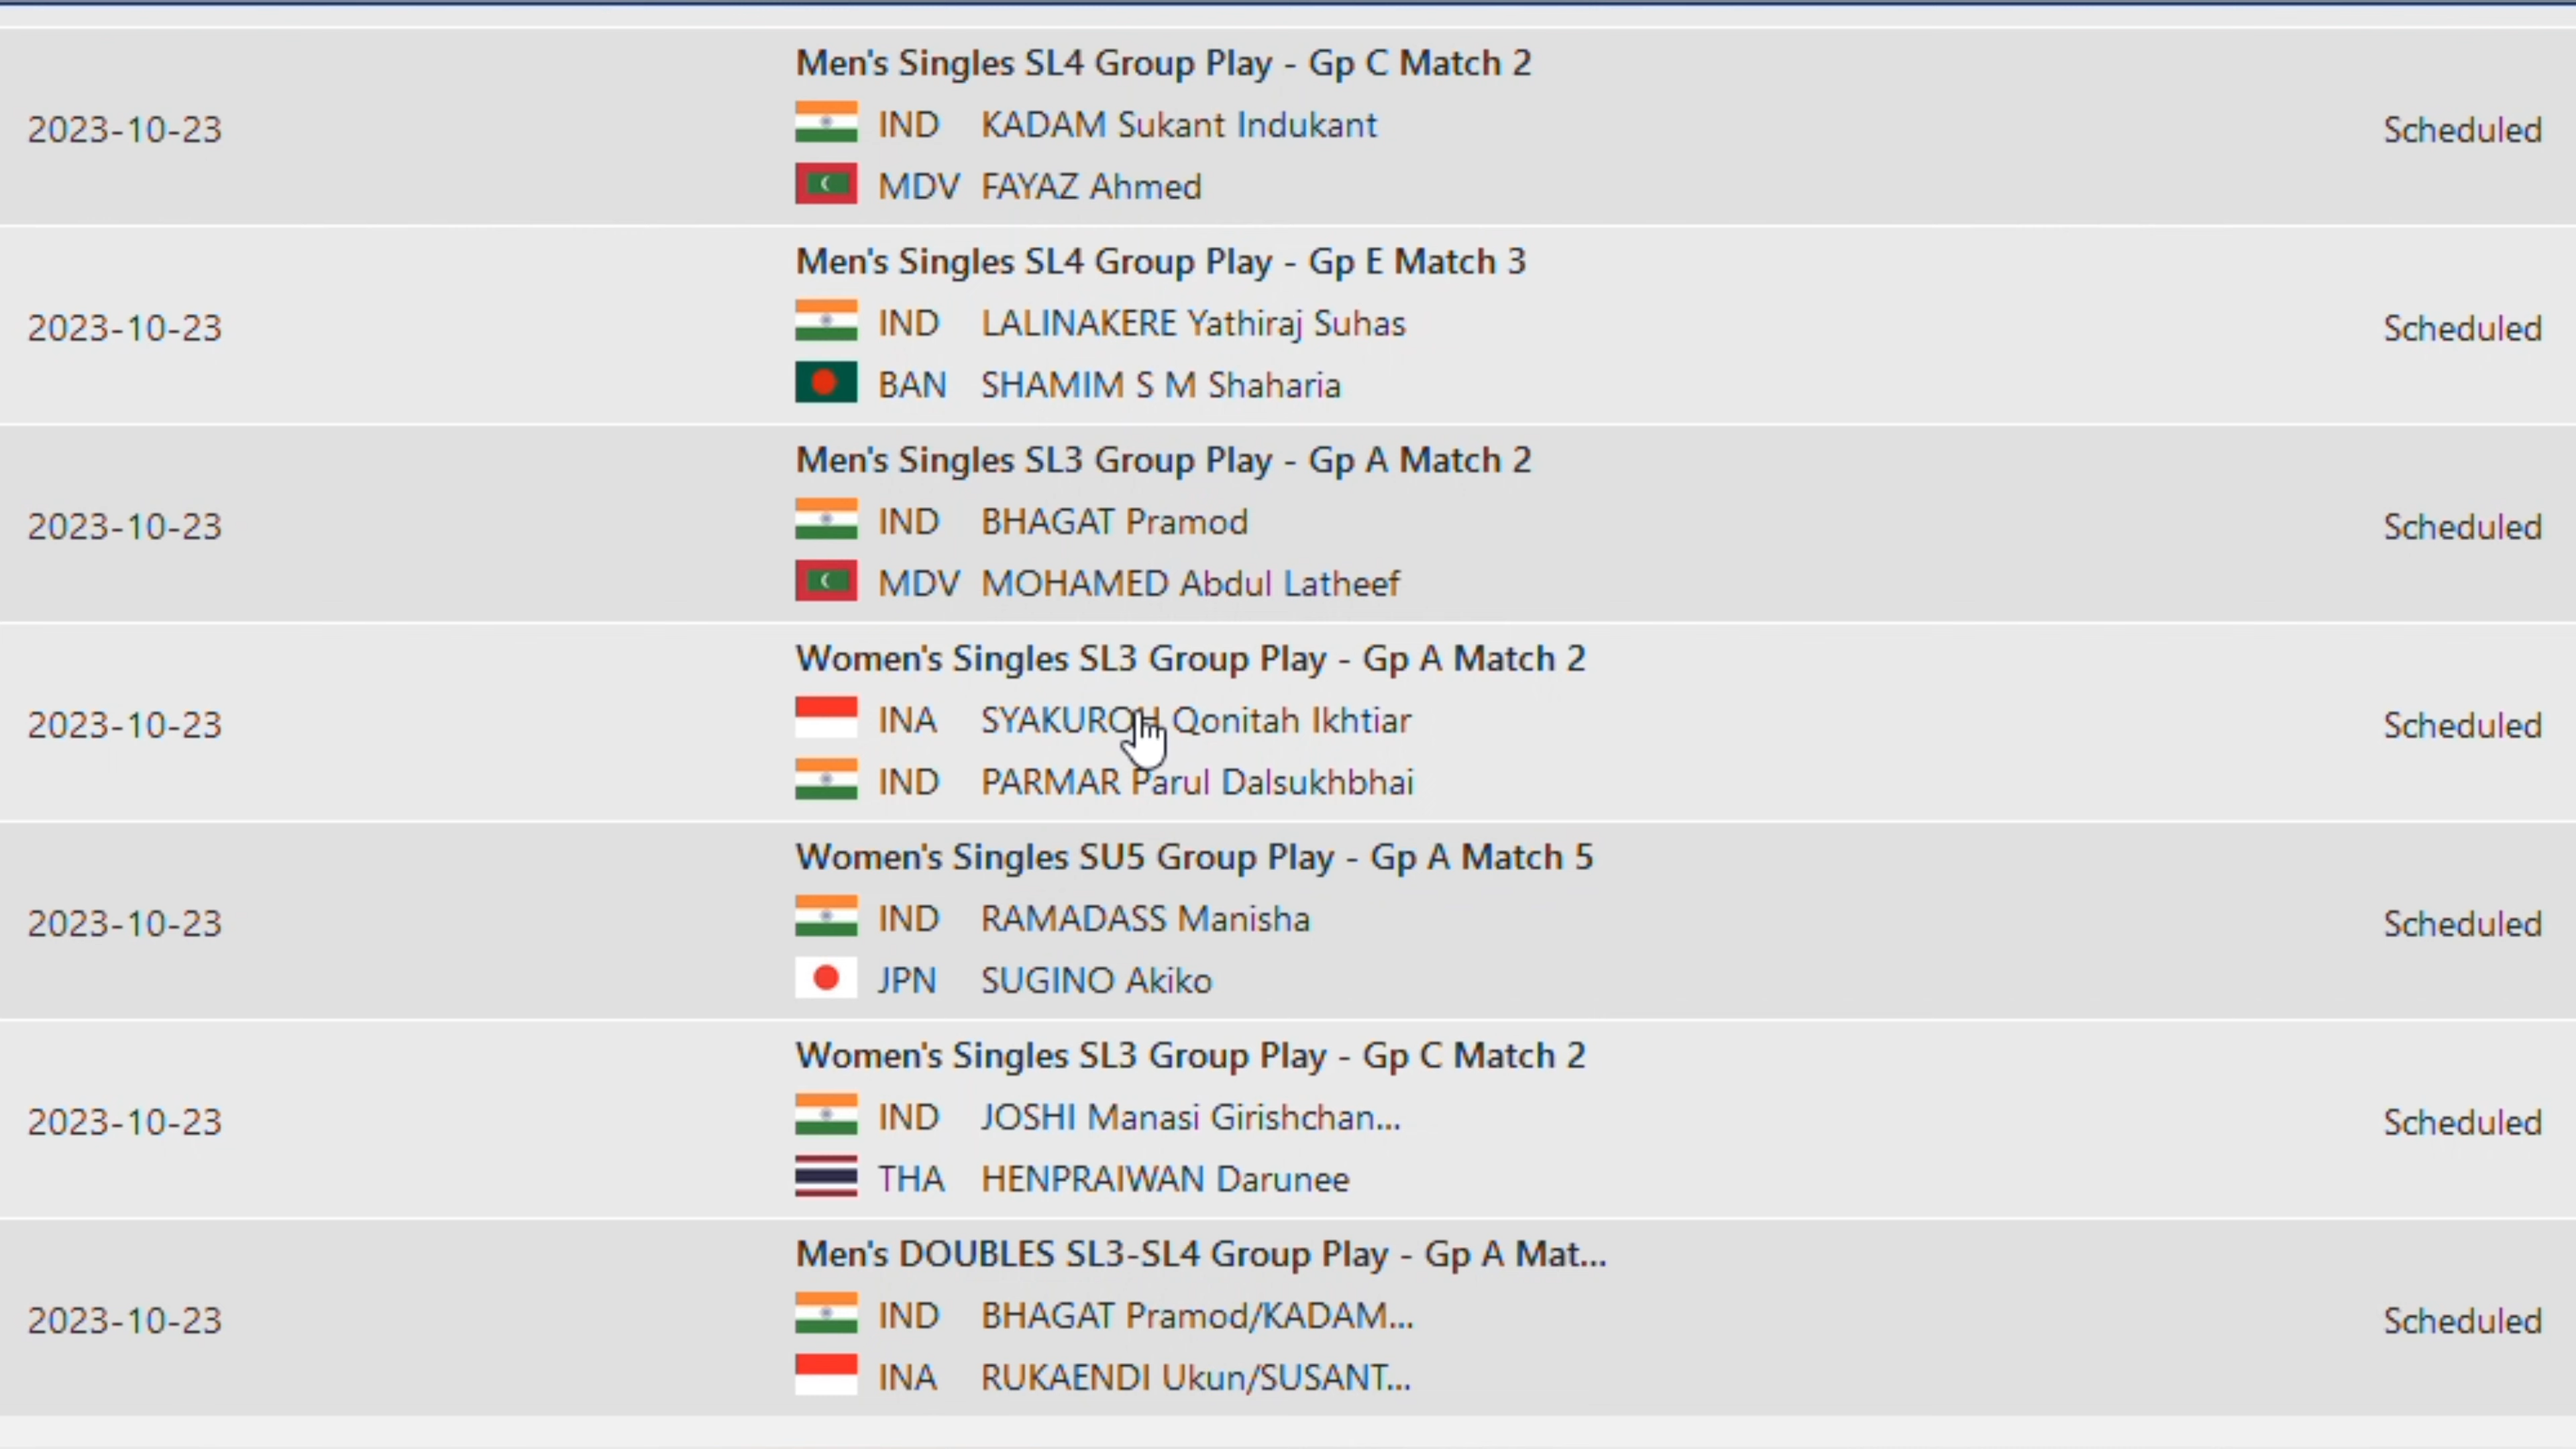 Men's Singles SL4 Group Play - Gp C Match 2
2023-10-23
IND KADAM Sukant Indukant
Scheduled
MDV FAYAZ Ahmed
Men's Singles SL4 Group Play - Gp E Match 3
2023-10-23
IND LALINAKERE Yathiraj Suhas
Scheduled
BAN SHAMIM S M Shaharia
Men's Singles SL3 Group Play - Gp A Match 2
2023-10-23
IND BHAGAT Pramod
Scheduled
MDV MOHAMED Abdul Latheef
Women's Singles SL3 Group Play - Gp A Match 2
2023-10-23
INA SYAKUROH Qonitah Ikhtiar
Scheduled
IND PARMAR Parul Dalsukhbhai
Women's Singles SU5 Group Play - Gp A Match 5
2023-10-23
IND RAMADASS Manisha
Scheduled
JPN SUGINO Akiko
Women's Singles SL3 Group Play - Gp C Match 2
2023-10-23
IND JOSHI Manasi Girishchan...
Scheduled
THA HENPRAIWAN Darunee
Men's DOUBLES SL3-SL4 Group Play - Gp A Mat...
2023-10-23
IND BHAGAT Pramod/KADAM...
Scheduled
INA RUKAENDI Ukun/SUSANT...